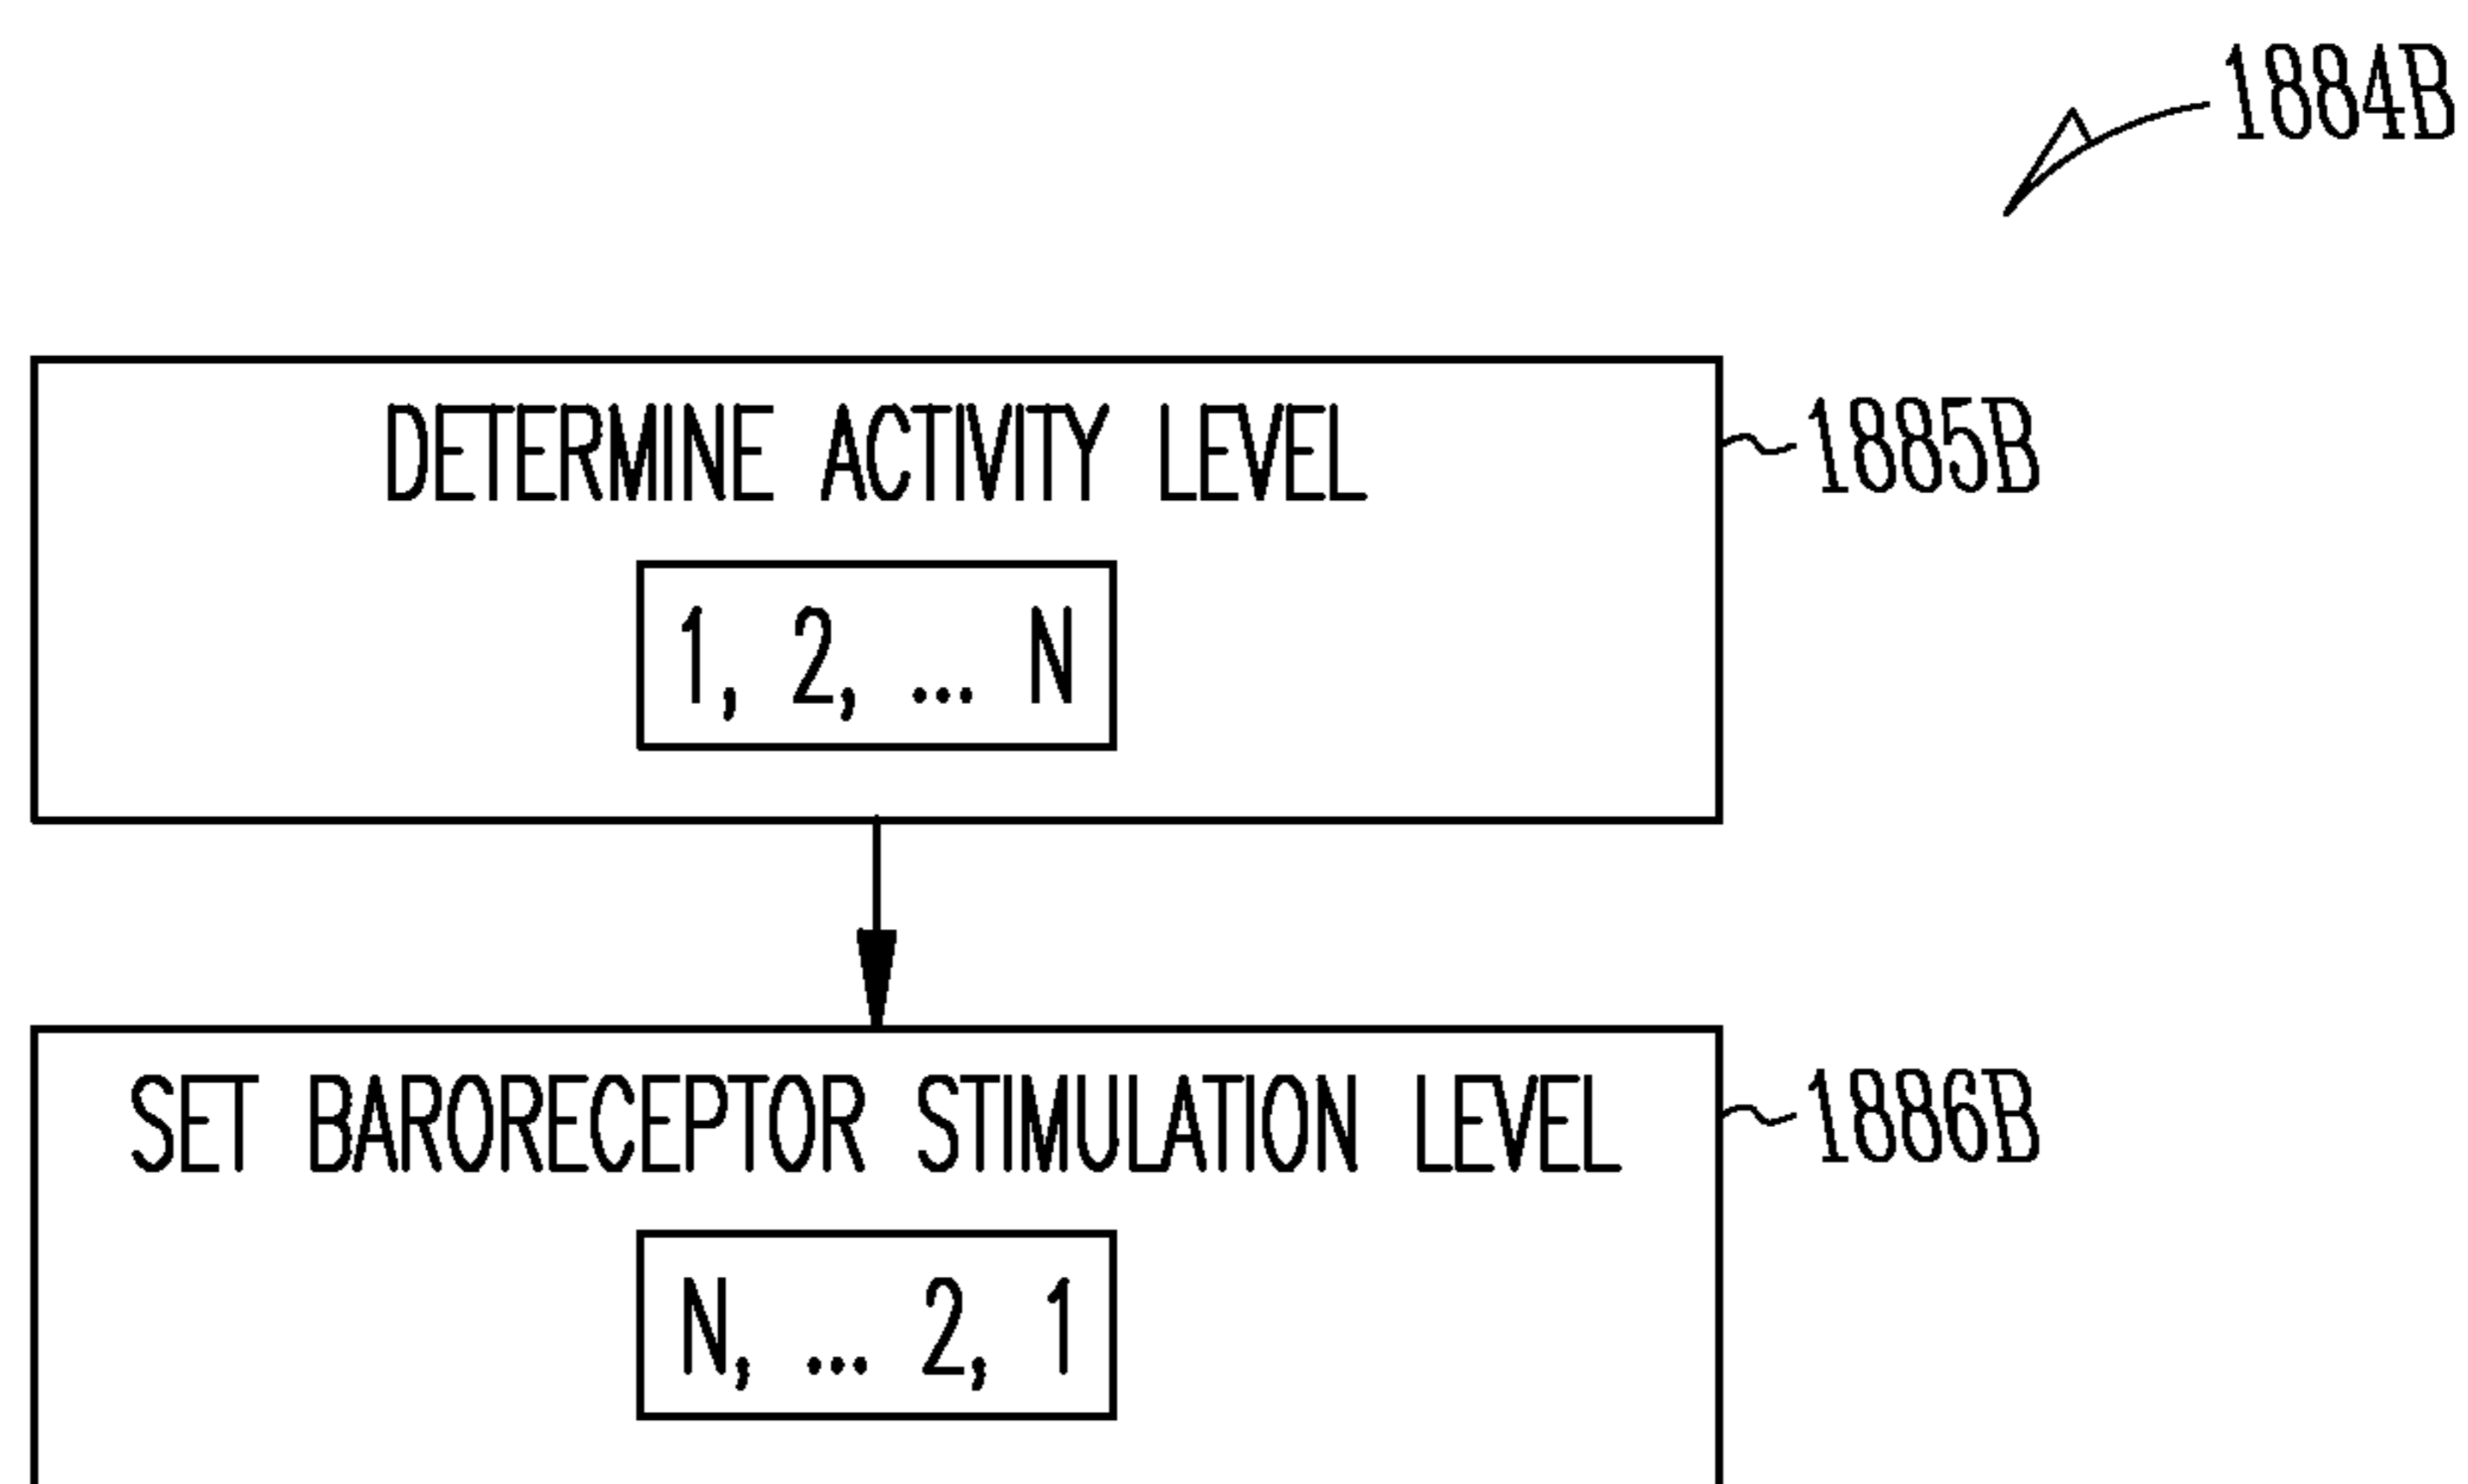 1884B
DETERMINE ACTIVITY LEVEL
1885B
1, 2, ... N
SET BARORECEPTOR STIMULATION LEVEL
1886B
N, ... 2, 1